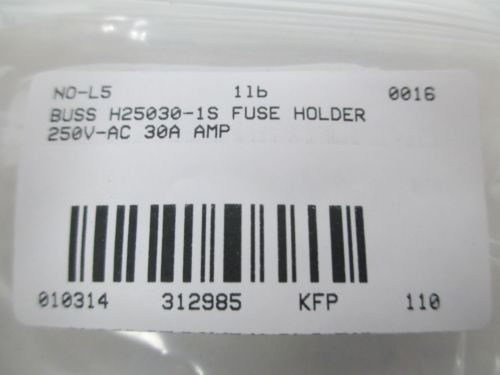 NO-L5 1lb 0016
BUSS H25030-1S FUSE HOLDER
250V-AC 30A AMP
010314 312985 KFP 110